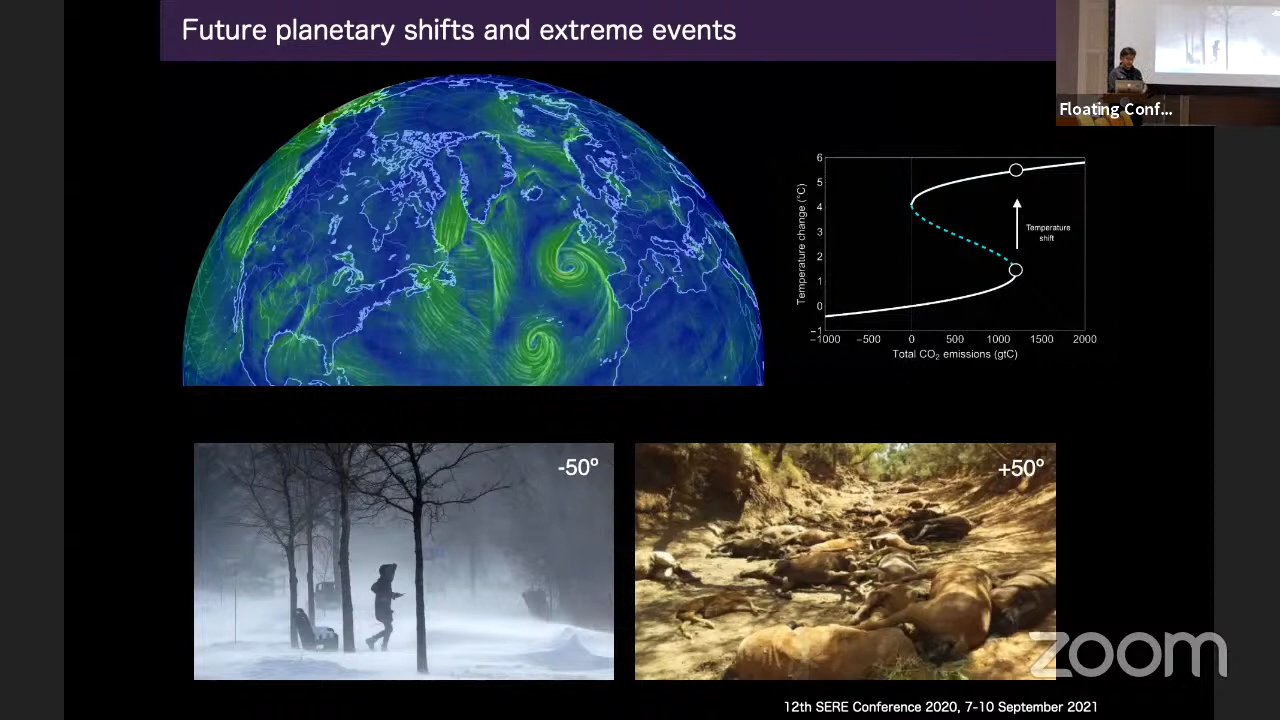 Future planetary shifts and extreme events
Floating Conf...
6
5
4
3
2
1
0
−1
Temperature change (°C)
Temperature
shift
−1000 −500 0 500 1000 1500 2000
Total CO₂ emissions (gtC)
-50º
+50º
zoom
12th SERE Conference 2020, 7-10 September 2021